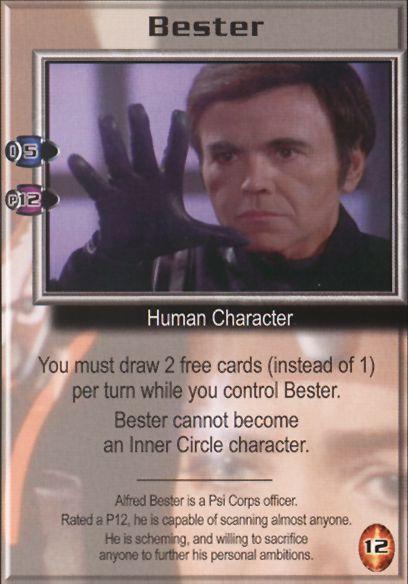 Bester
I 5
P12
Human Character
You must draw 2 free cards (instead of 1)
per turn while you control Bester.
Bester cannot become
an Inner Circle character.
Alfred Bester is a Psi Corps officer.
Rated a P12, he is capable of scanning almost anyone.
He is scheming, and willing to sacrifice
anyone to further his personal ambitions.
12